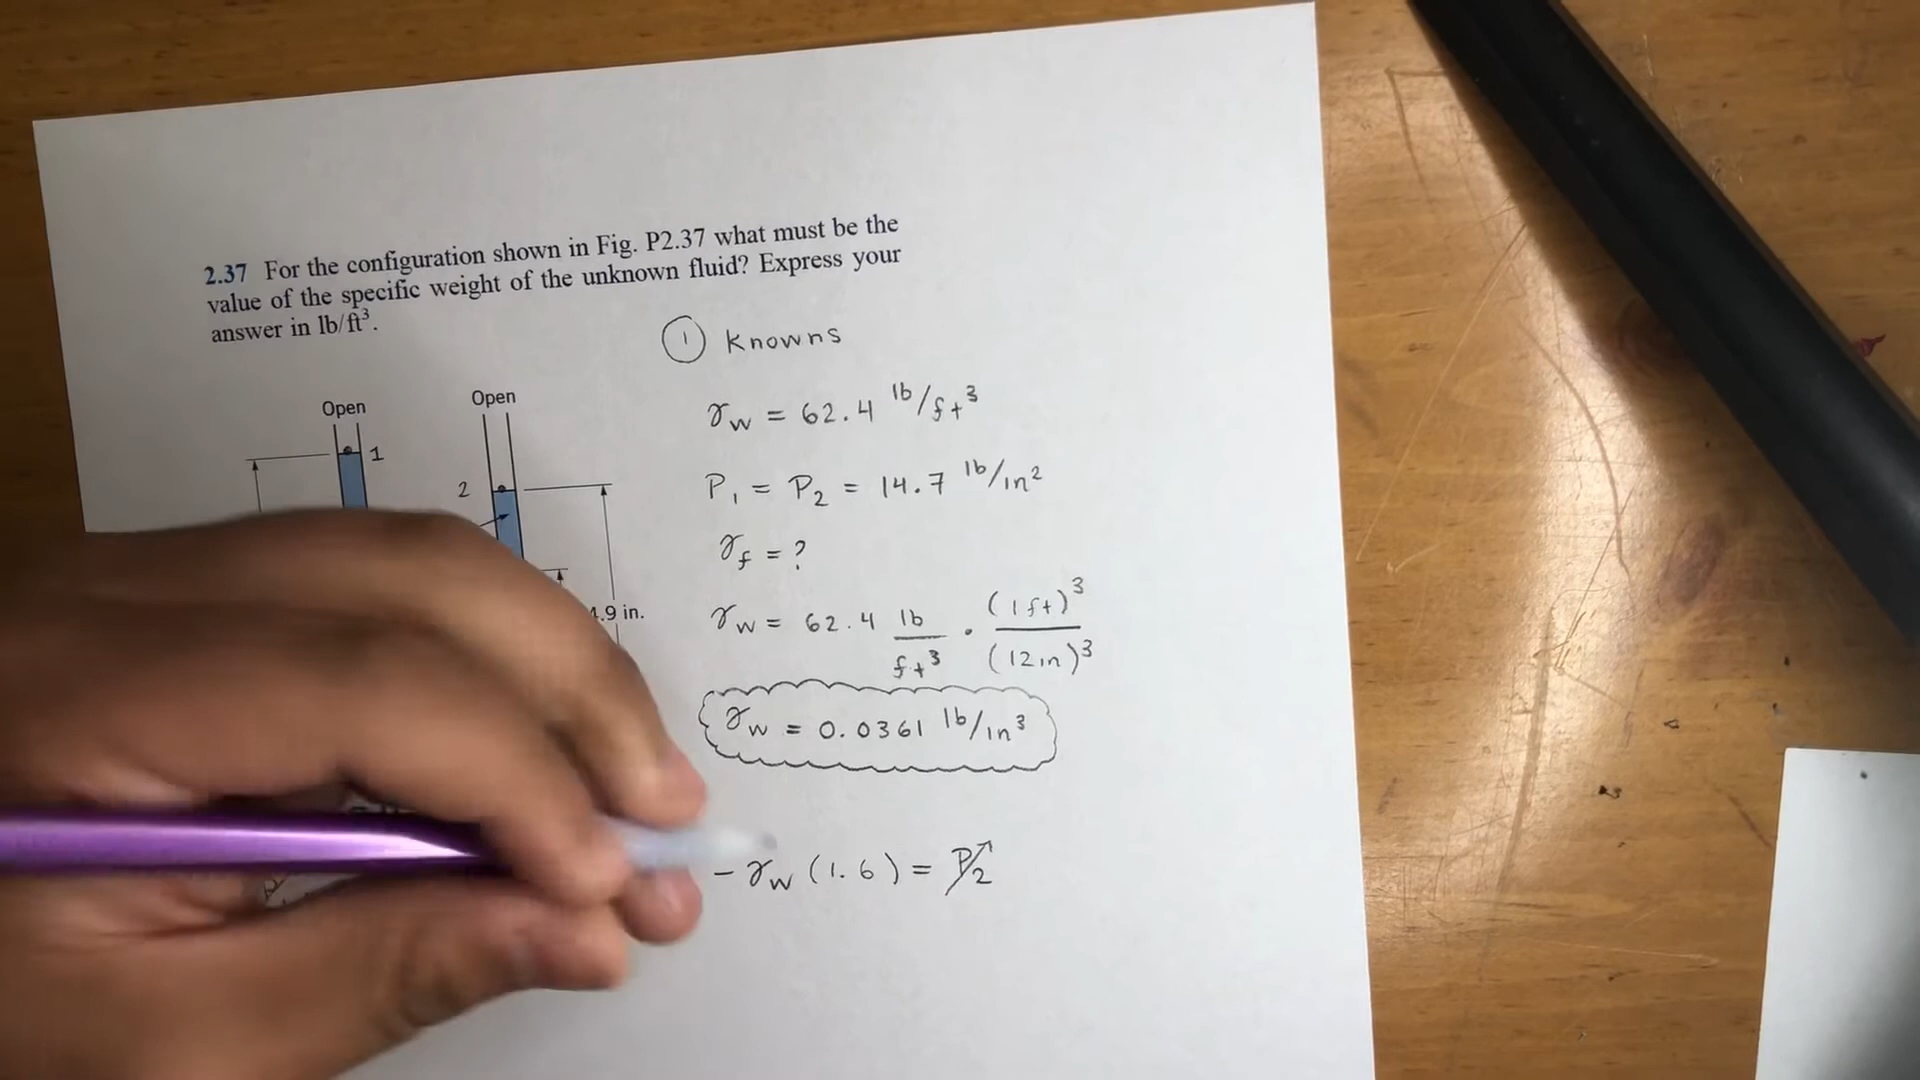 2.37 For the configuration shown in Fig. P2.37 what must be the
value of the specific weight of the unknown fluid? Express your
answer in lb/ft³.
① Knowns
γw = 62.4 lb/ft³
P₁ = P₂ = 14.7 lb/in²
γf = ?
γw = 62.4 lb/ft³ · (1ft)³/(12in)³
γw = 0.0361 lb/in³
- γw (1.6) = P₂
Open
Open
1
2
.9 in.